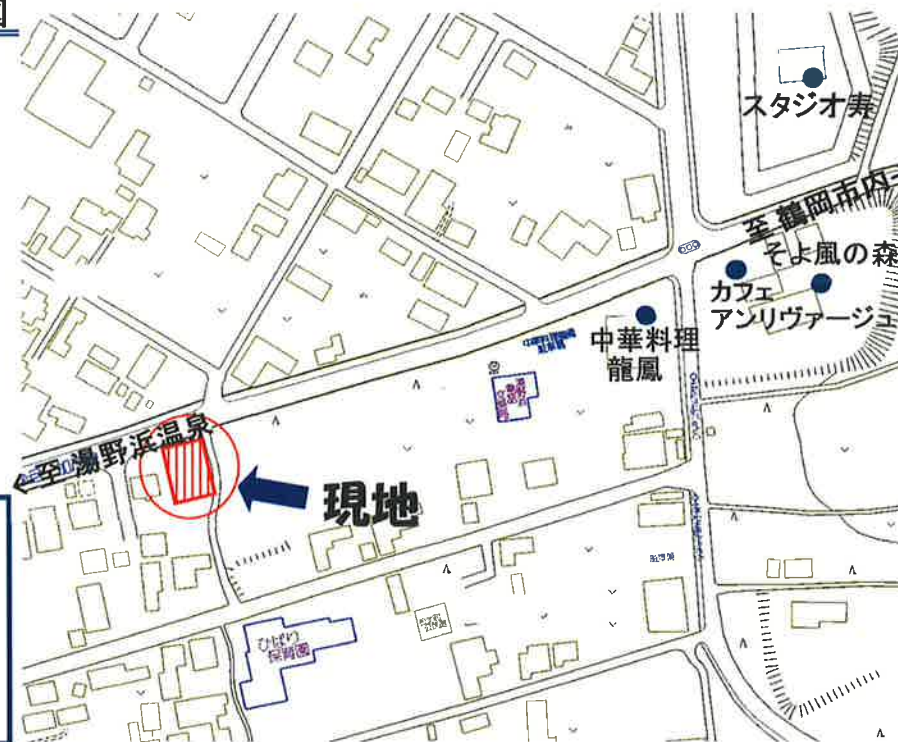 図
スタジオ寿
至鶴岡市内→
そよ風の森
カフェ
アンリヴァージュ
中華料理
龍鳳
←至湯野浜温泉
現地
ひばり
保育園